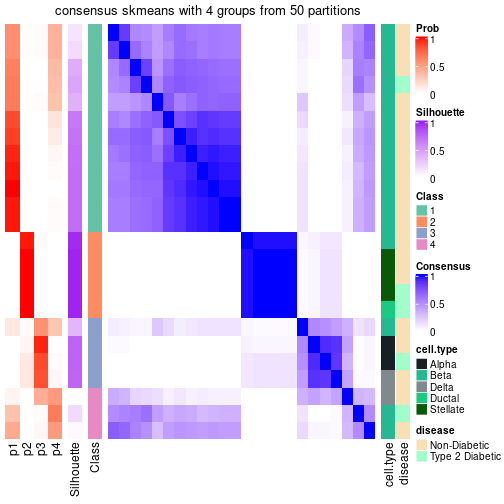 consensus skmeans with 4 groups from 50 partitions
Prob
1
0.5
0
Silhouette
1
0.5
0
Class
1
2
3
4
Consensus
1
0.5
0
cell.type
Alpha
Beta
Delta
Ductal
Stellate
disease
Non-Diabetic
Type 2 Diabetic
p1
p2
p3
p4
Silhouette
Class
cell.type
disease